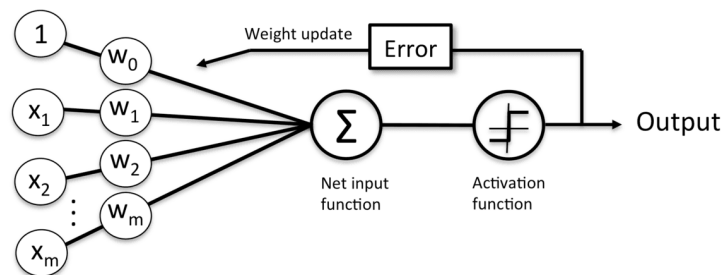 1
w₀
Weight update
Error
x₁
w₁
Σ
Output
x₂
w₂
Net input
function
Activation
function
⋮
xₘ
wₘ